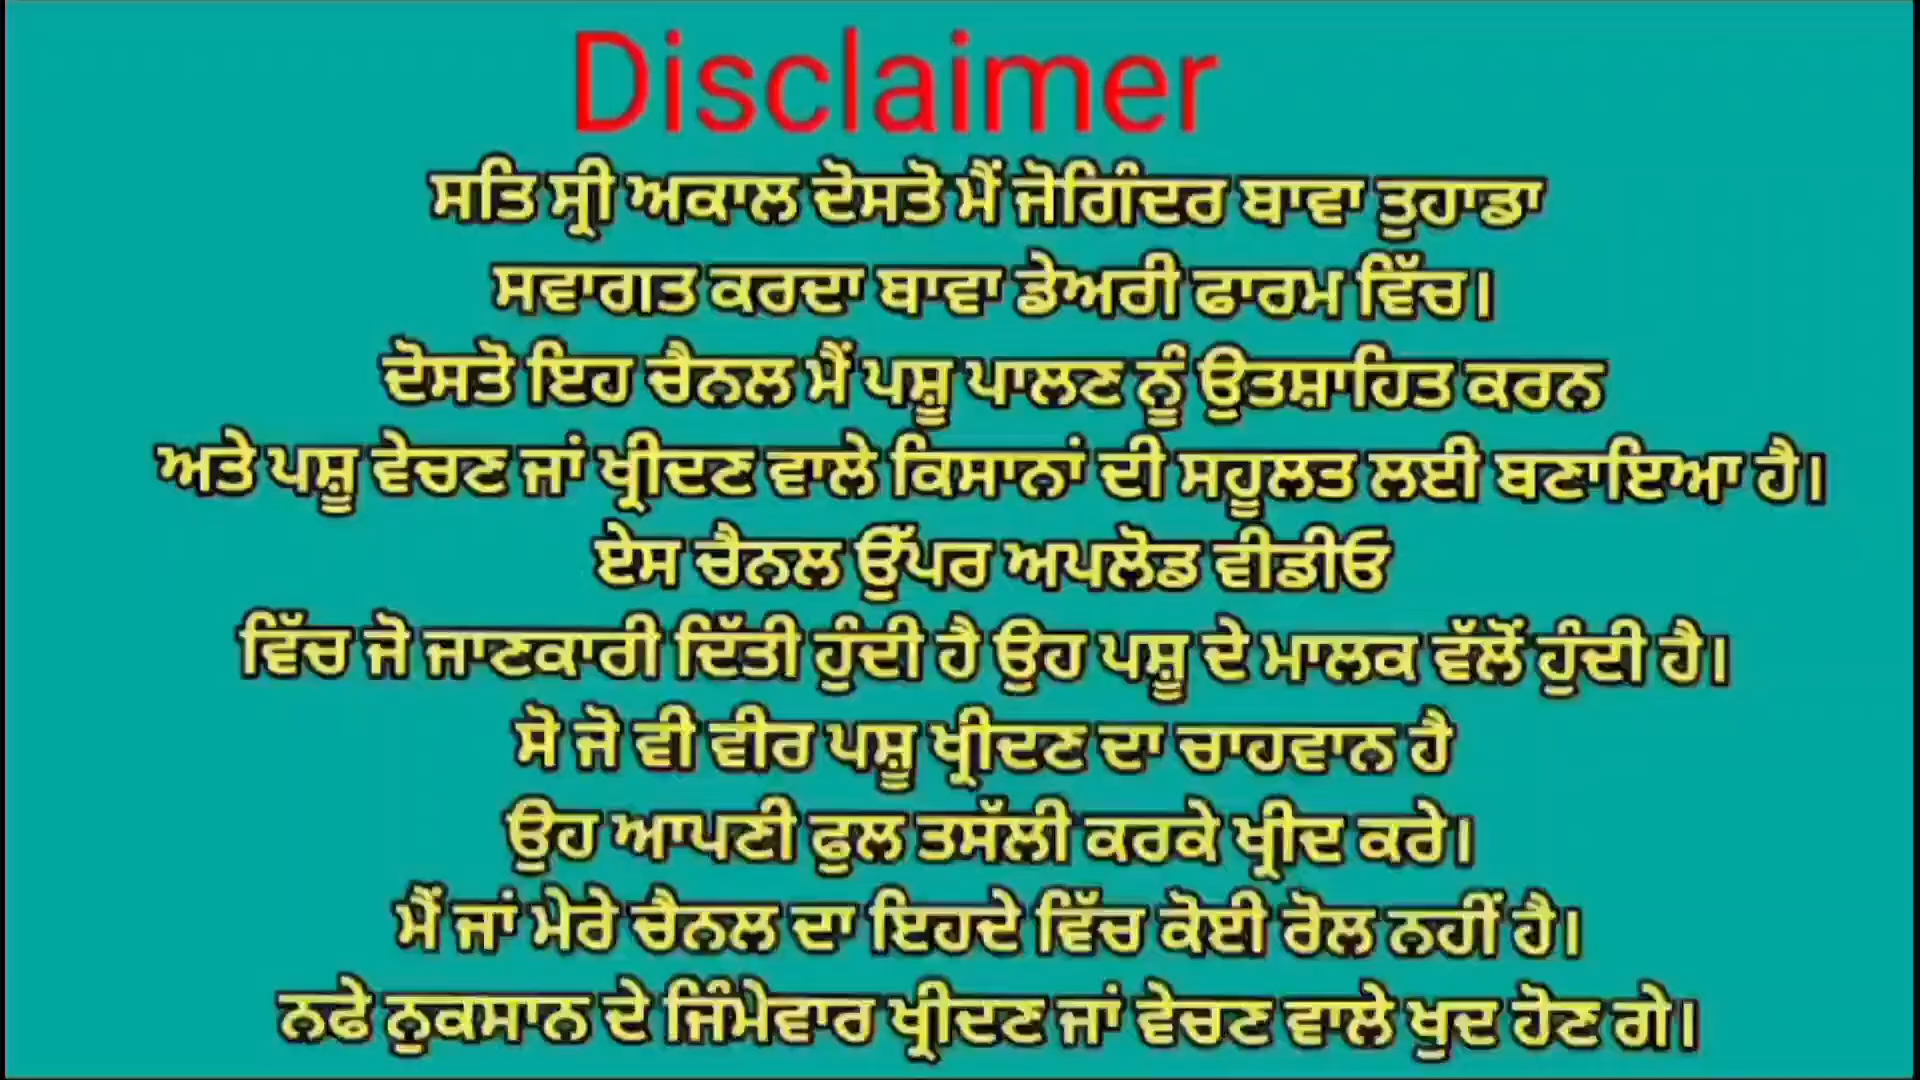 Disclaimer
ਸਤਿ ਸ੍ਰੀ ਅਕਾਲ ਦੋਸਤੋ ਮੈਂ ਜੋਗਿੰਦਰ ਬਾਵਾ ਤੁਹਾਡਾ
ਸਵਾਗਤ ਕਰਦਾ ਬਾਵਾ ਡੇਅਰੀ ਫਾਰਮ ਵਿੱਚ।
ਦੋਸਤੋ ਇਹ ਚੈਨਲ ਮੈਂ ਪਸ਼ੂ ਪਾਲਣ ਨੂੰ ਉਤਸ਼ਾਹਿਤ ਕਰਨ
ਅਤੇ ਪਸ਼ੂ ਵੇਚਣ ਜਾਂ ਖ੍ਰੀਦਣ ਵਾਲੇ ਕਿਸਾਨਾਂ ਦੀ ਸਹੂਲਤ ਲਈ ਬਣਾਇਆ ਹੈ।
ਏਸ ਚੈਨਲ ਉੱਪਰ ਅਪਲੋਡ ਵੀਡੀਓ
ਵਿੱਚ ਜੋ ਜਾਣਕਾਰੀ ਦਿੱਤੀ ਹੁੰਦੀ ਹੈ ਉਹ ਪਸ਼ੂ ਦੇ ਮਾਲਕ ਵੱਲੋਂ ਹੁੰਦੀ ਹੈ।
ਸੋ ਜੋ ਵੀ ਵੀਰ ਪਸ਼ੂ ਖ੍ਰੀਦਣ ਦਾ ਚਾਹਵਾਨ ਹੈ
ਉਹ ਆਪਣੀ ਫੁਲ ਤਸੱਲੀ ਕਰਕੇ ਖ੍ਰੀਦ ਕਰੇ।
ਮੈਂ ਜਾਂ ਮੇਰੇ ਚੈਨਲ ਦਾ ਇਹਦੇ ਵਿੱਚ ਕੋਈ ਰੋਲ ਨਹੀਂ ਹੈ।
ਨਫੇ ਨੁਕਸਾਨ ਦੇ ਜਿੰਮੇਵਾਰ ਖ੍ਰੀਦਣ ਜਾਂ ਵੇਚਣ ਵਾਲੇ ਖੁਦ ਹੋਣ ਗੇ।